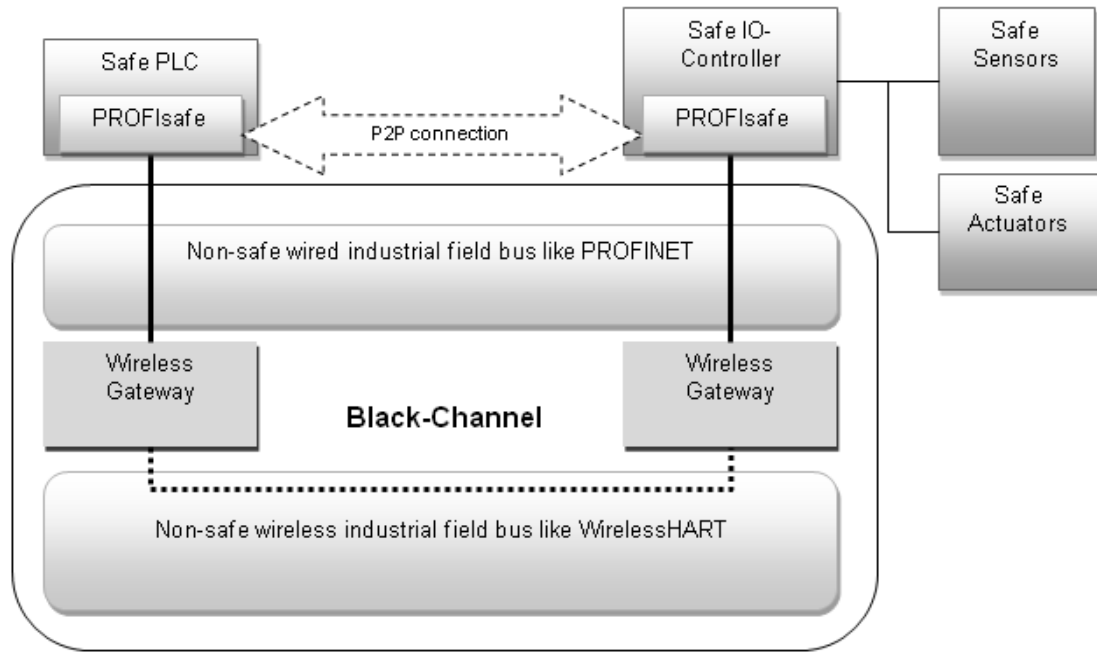 Safe PLC
PROFIsafe
P2P connection
Safe IO-
Controller
PROFIsafe
Safe
Sensors
Safe
Actuators
Non-safe wired industrial field bus like PROFINET
Wireless
Gateway
Black-Channel
Wireless
Gateway
Non-safe wireless industrial field bus like WirelessHART